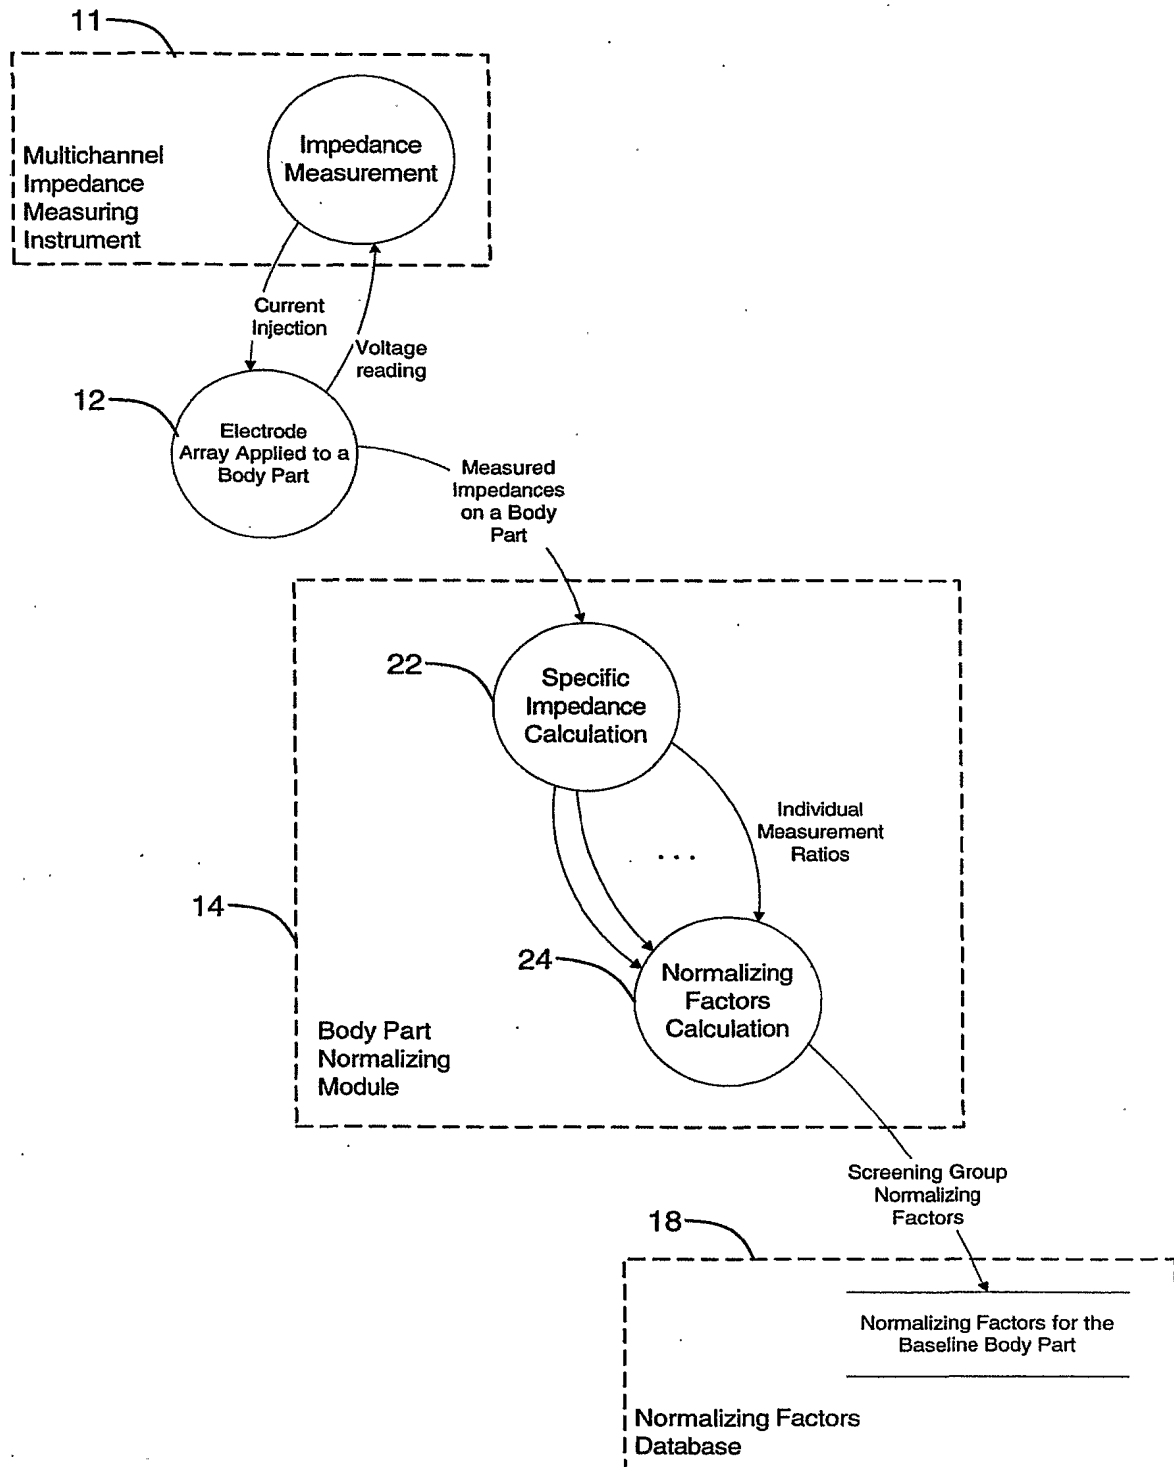 11
Impedance
Measurement
Multichannel
Impedance
Measuring
Instrument
Current
Injection
Voltage
reading
12
Electrode
Array Applied to a
Body Part
Measured
Impedances
on a Body
Part
22
Specific
Impedance
Calculation
Individual
Measurement
Ratios
...
14
24
Normalizing
Factors
Calculation
Body Part
Normalizing
Module
Screening Group
Normalizing
Factors
18
Normalizing Factors for the
Baseline Body Part
Normalizing Factors
Database